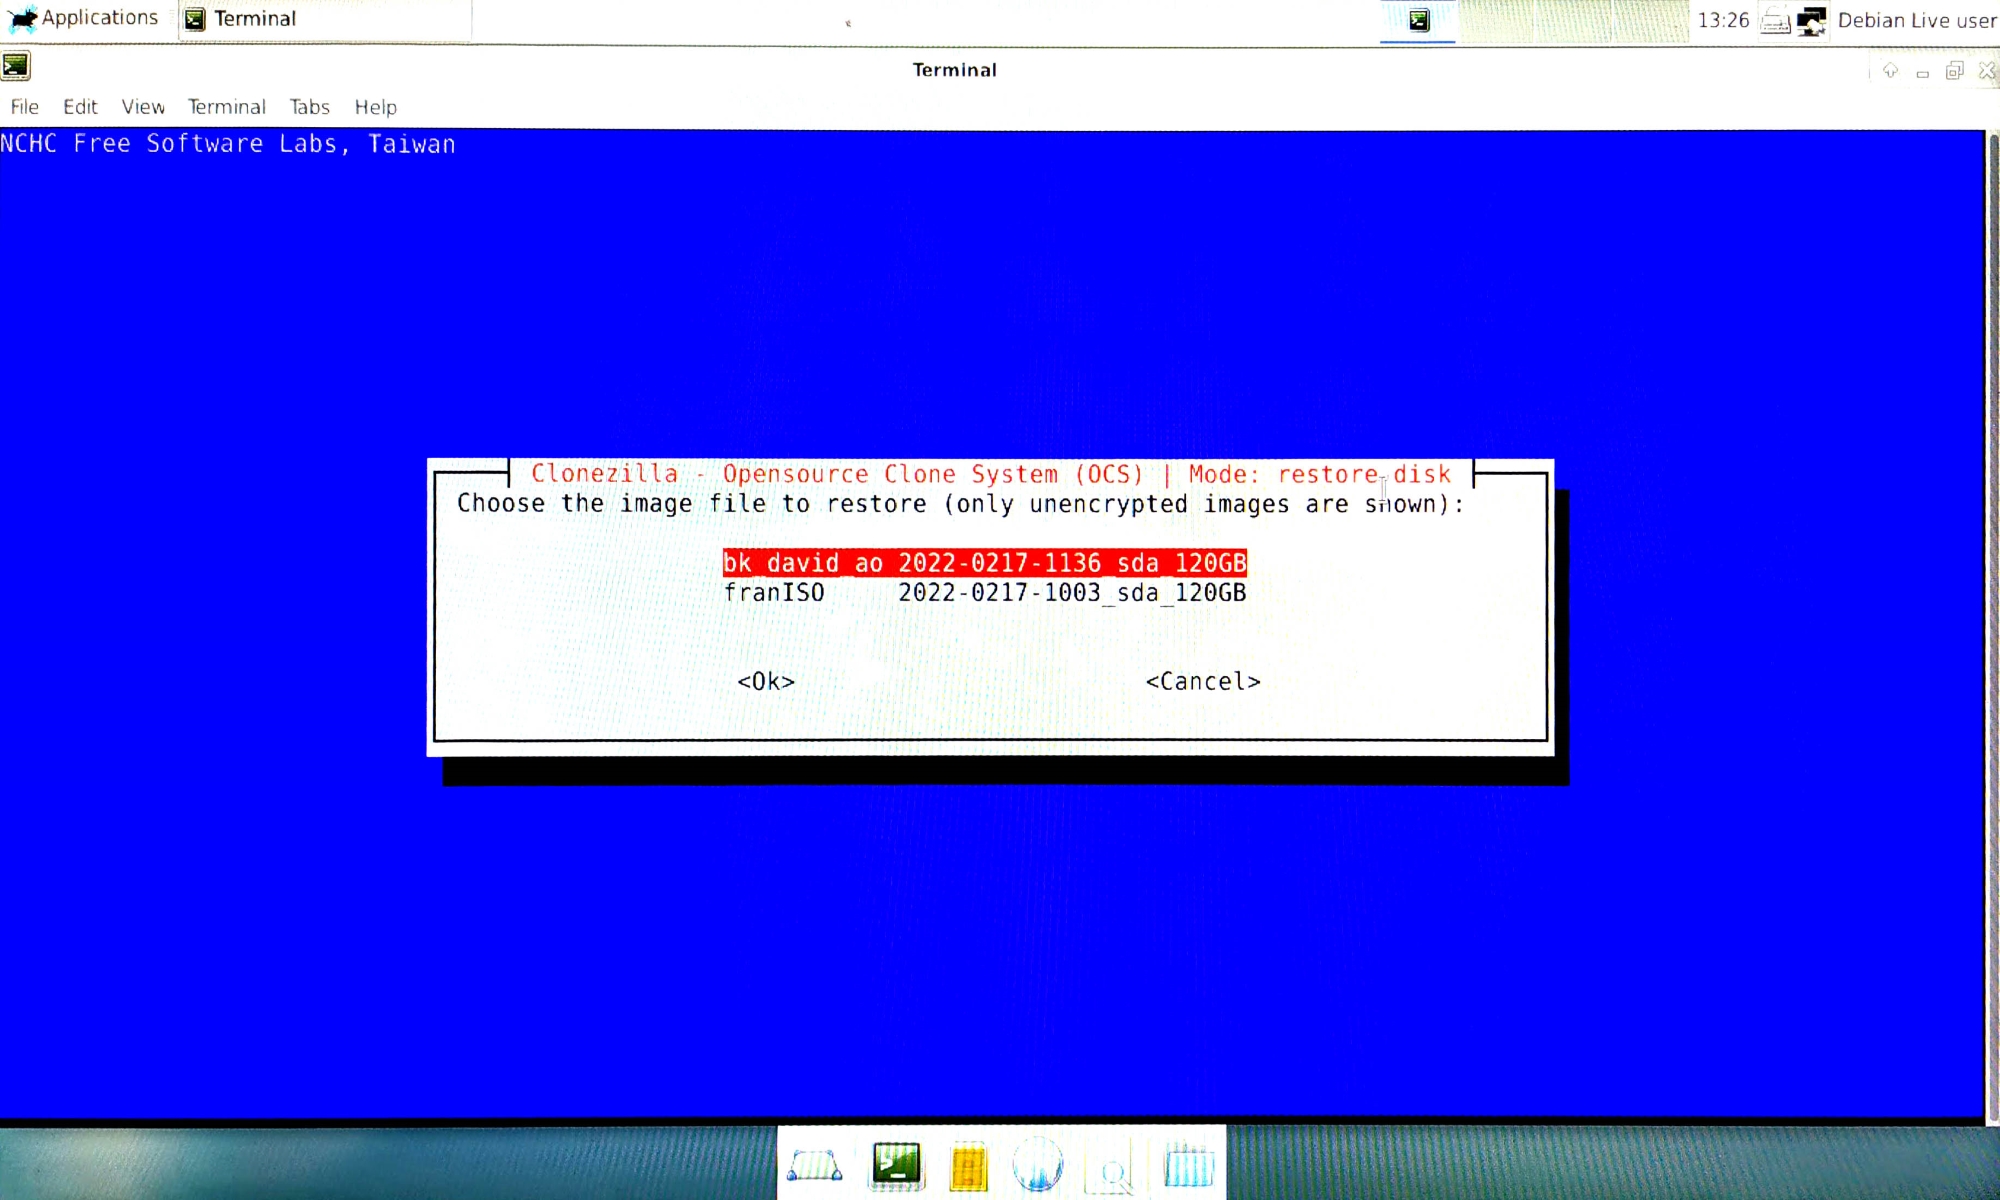 Applications
Terminal
13:26
Debian Live user
Terminal
File Edit View Terminal Tabs Help
NCHC Free Software Labs, Taiwan
Clonezilla - Opensource Clone System (OCS) | Mode: restore disk
Choose the image file to restore (only unencrypted images are shown):
bk_david_ao 2022-0217-1136_sda_120GB
franISO 2022-0217-1003_sda_120GB
<Ok> <Cancel>